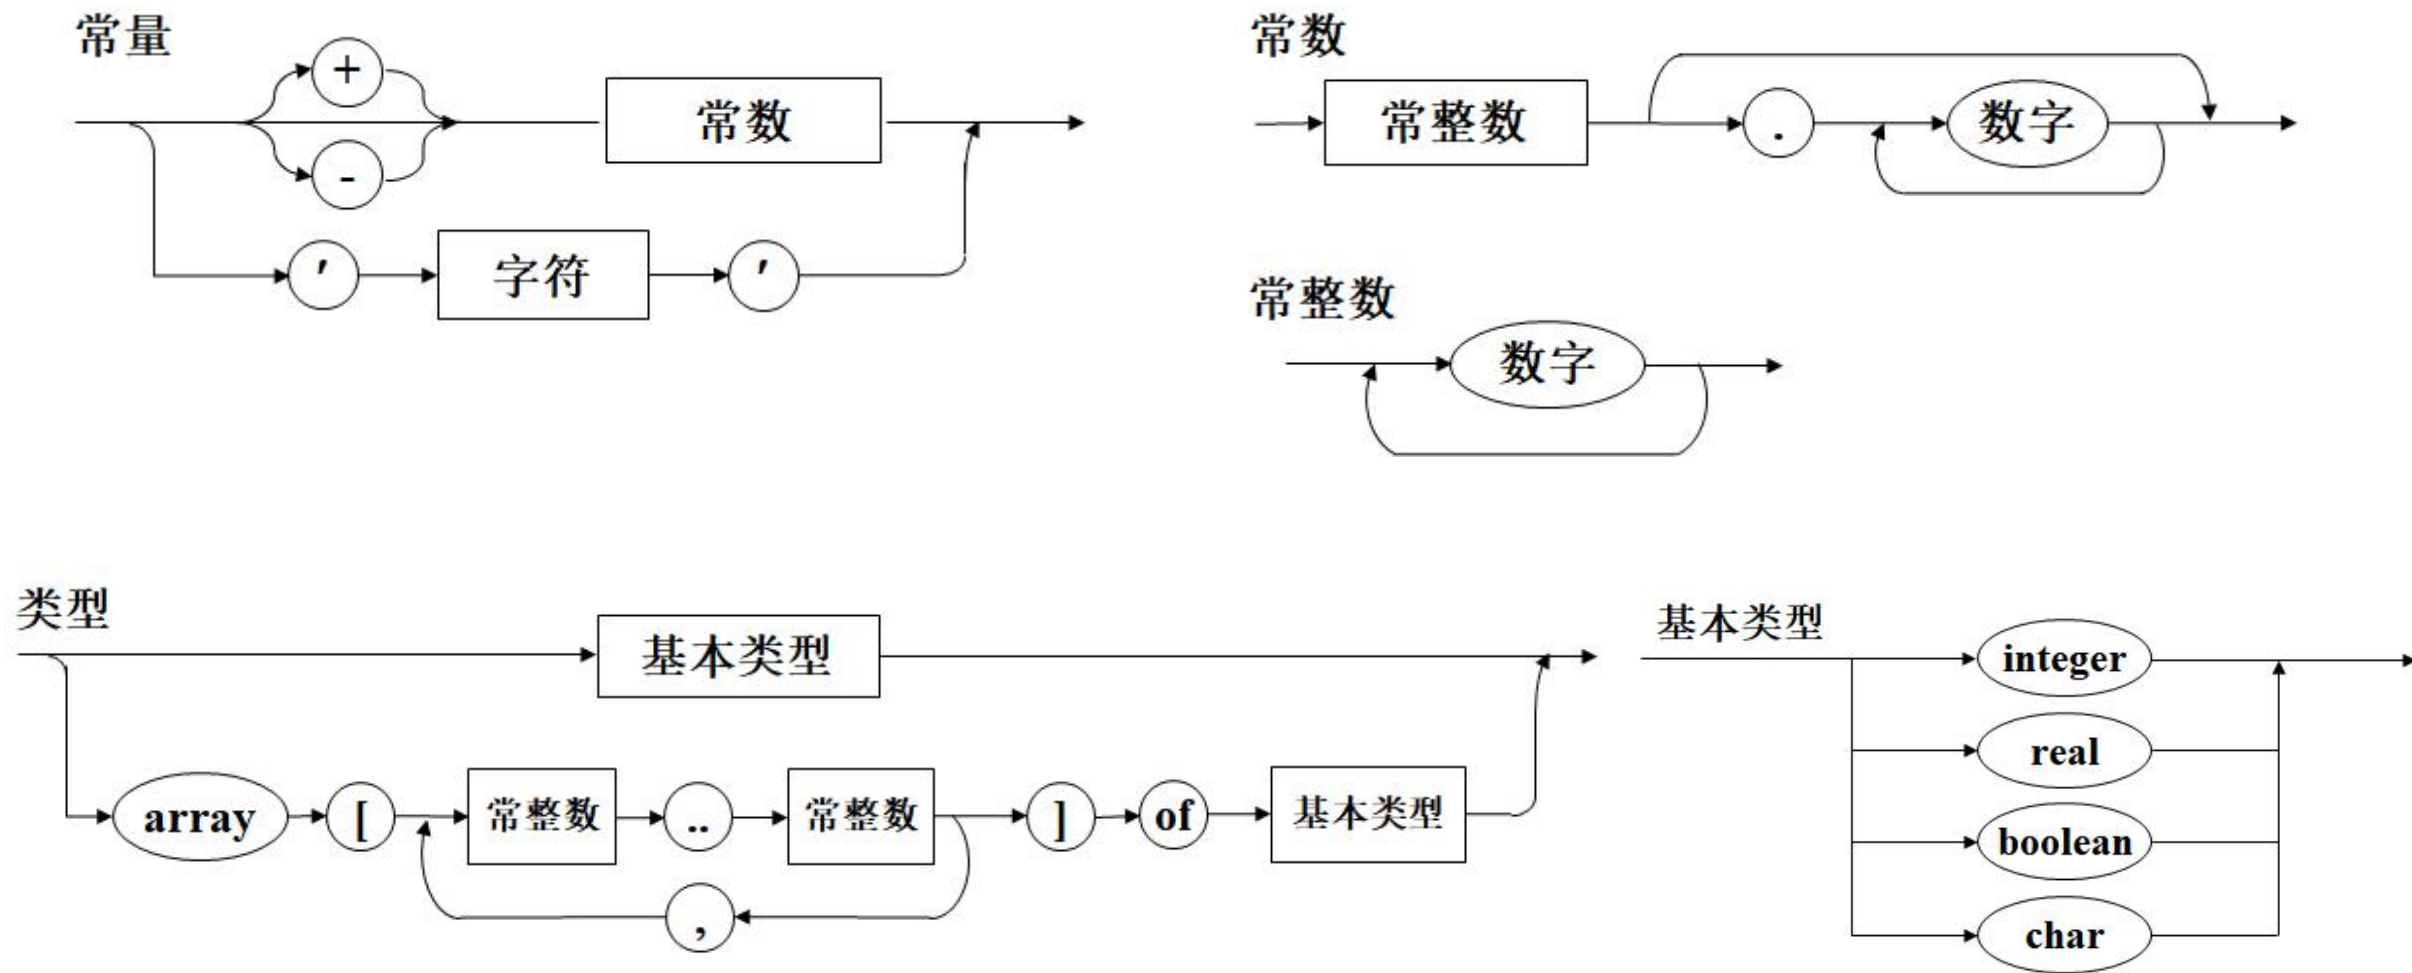 常量
+
常数
-
' 字符 '
常数
常整数 . 数字
常整数
数字
类型
基本类型
array [ 常整数 .. 常整数 ] of 基本类型
,
基本类型
integer
real
boolean
char